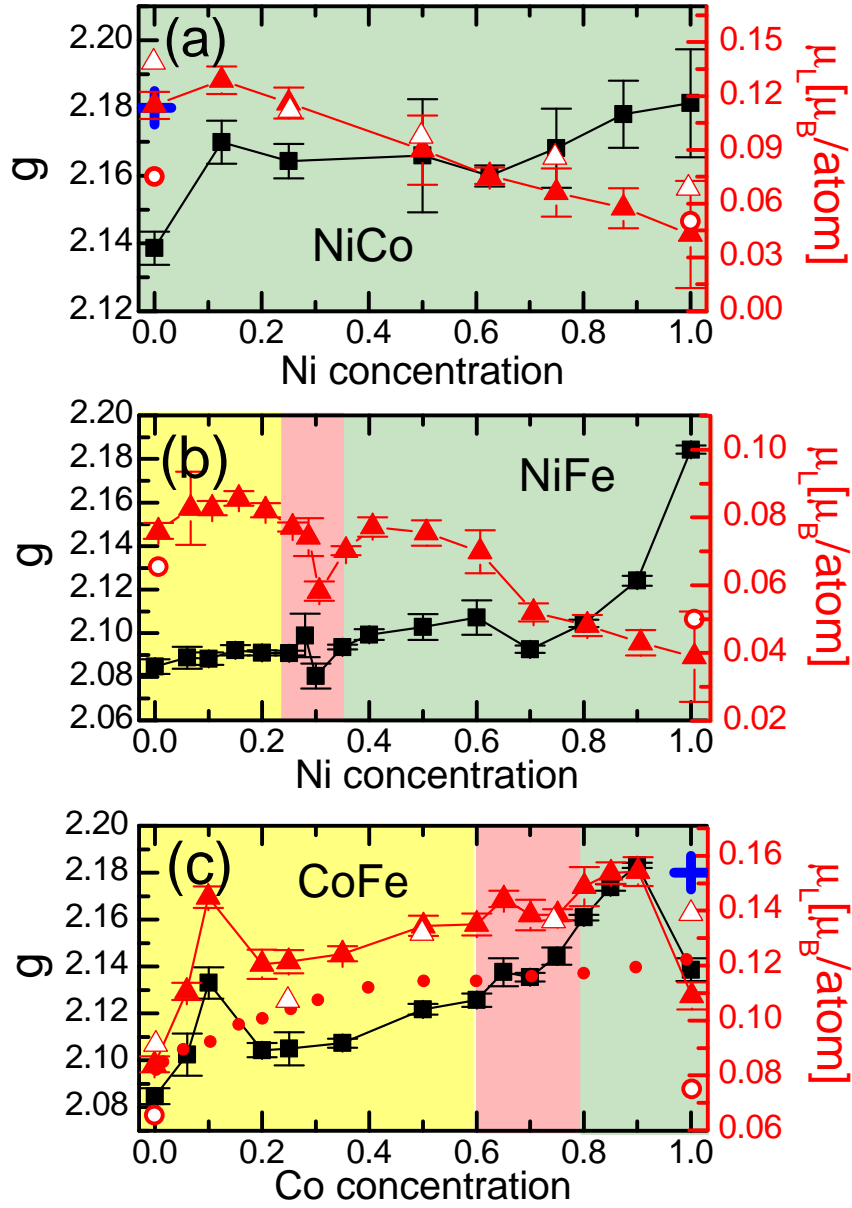 (a)
g
2.20
2.18
2.16
2.14
2.12
NiCo
0.15
0.12
0.09
0.06
0.03
0.00
μL[μB/atom]
0.0 0.2 0.4 0.6 0.8 1.0
Ni concentration
(b)
g
2.20
2.18
2.16
2.14
2.12
2.10
2.08
2.06
NiFe
0.10
0.08
0.06
0.04
0.02
μL[μB/atom]
0.0 0.2 0.4 0.6 0.8 1.0
Ni concentration
(c)
g
2.20
2.18
2.16
2.14
2.12
2.10
2.08
CoFe
0.16
0.14
0.12
0.10
0.08
0.06
μL[μB/atom]
0.0 0.2 0.4 0.6 0.8 1.0
Co concentration